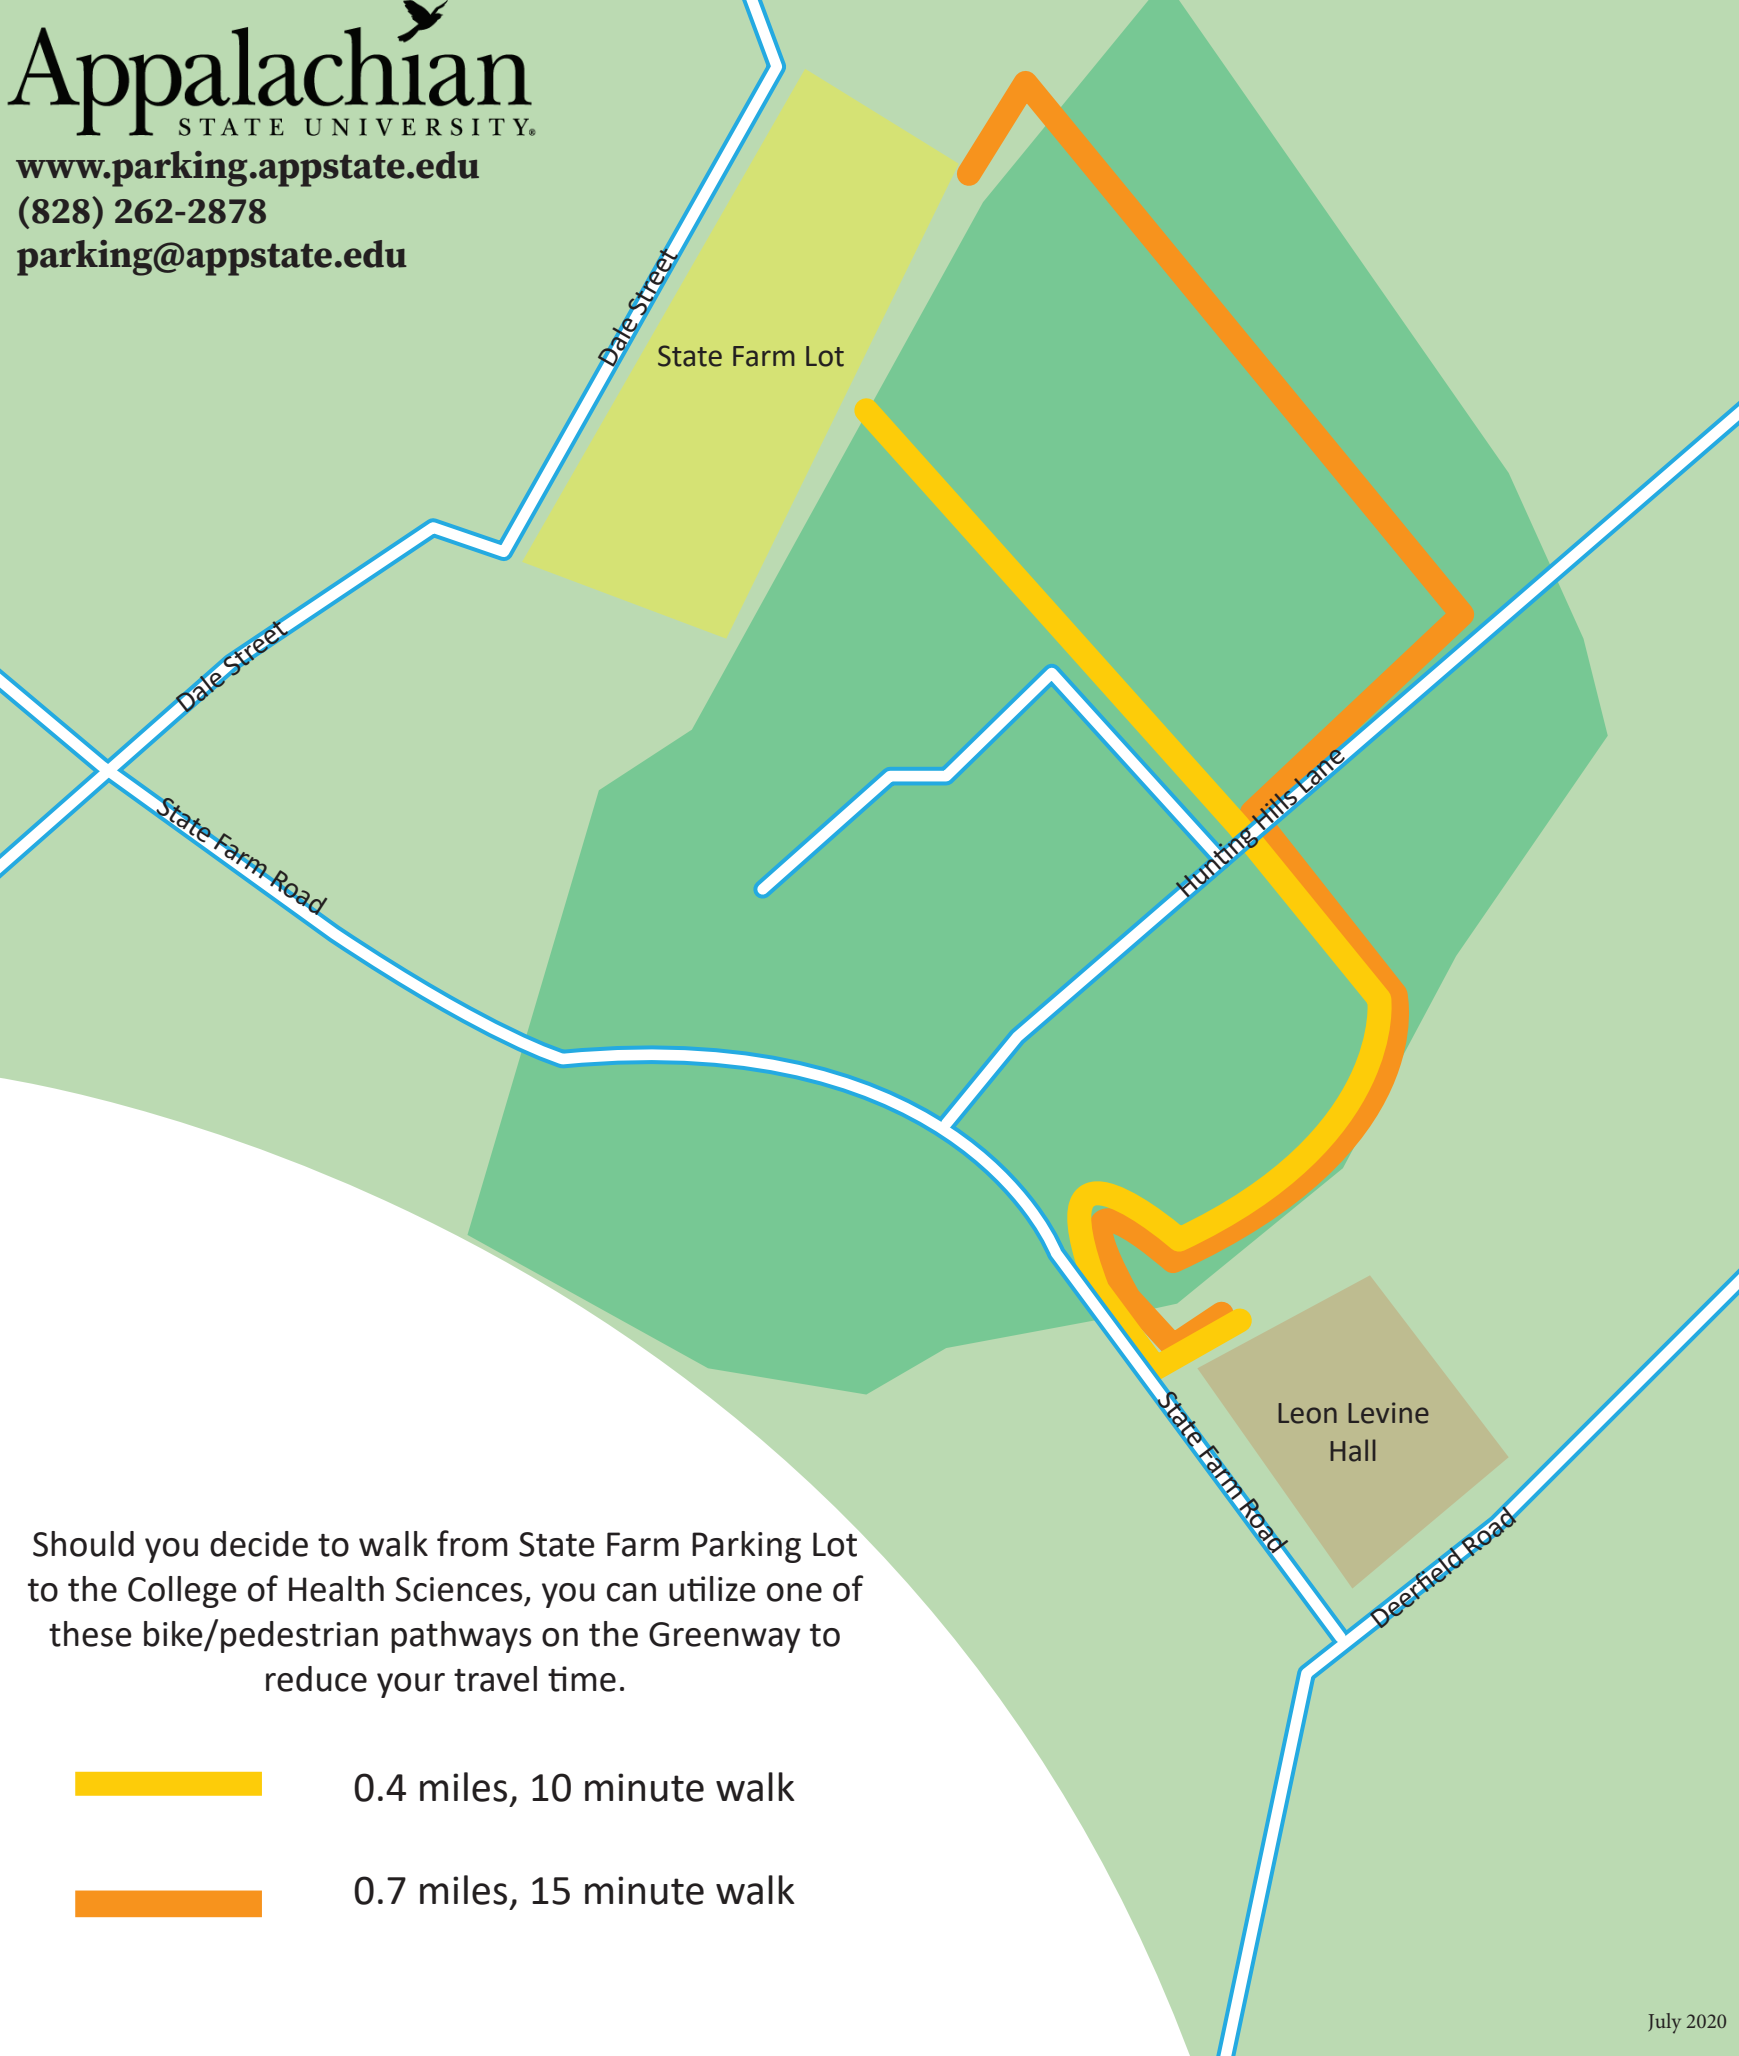 Appalachian
STATE UNIVERSITY®
www.parking.appstate.edu
(828) 262-2878
parking@appstate.edu
Dale Street
State Farm Lot
Dale Street
State Farm Road
Hunting Hills Lane
State Farm Road
Leon Levine
Hall
Deerfield Road
Should you decide to walk from State Farm Parking Lot
to the College of Health Sciences, you can utilize one of
these bike/pedestrian pathways on the Greenway to
reduce your travel time.
0.4 miles, 10 minute walk
0.7 miles, 15 minute walk
July 2020